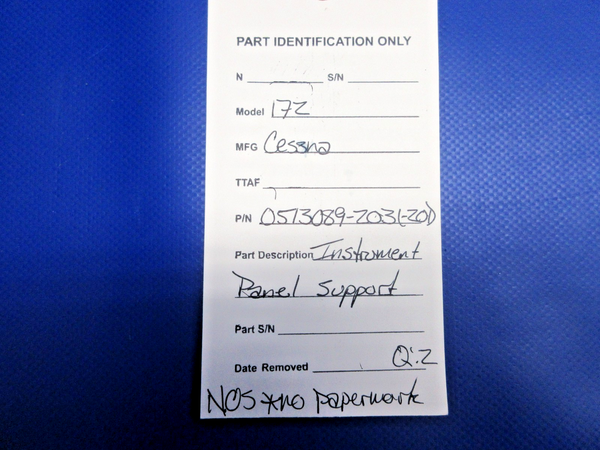 PART IDENTIFICATION ONLY
N S/N
Model 172
MFG Cessna
TTAF
P/N 0513089-203(-20)
Part Description Instrument
Panel Support
Part S/N
Date Removed Q:2
NOS *no paperwork